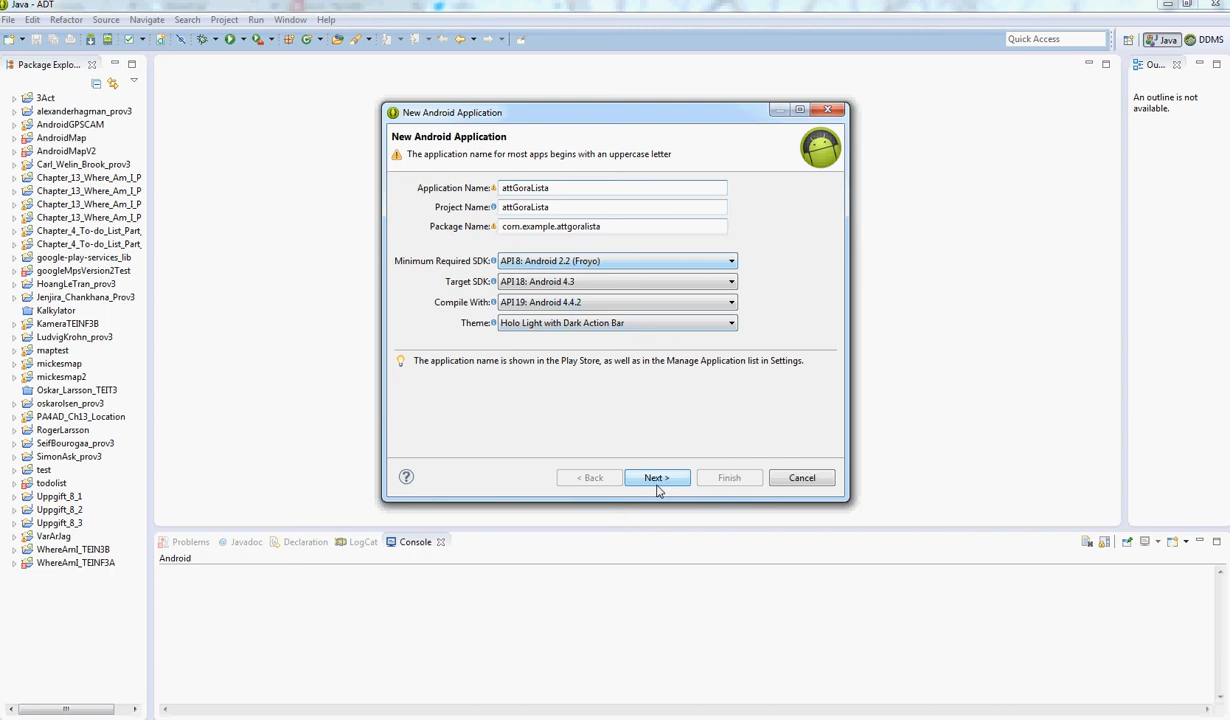 Java - ADT
File Edit Refactor Source Navigate Search Project Run Window Help
Quick Access
Java
DDMS
Package Explo...
3Act
alexanderhagman_prov3
AndroidGPSCAM
AndroidMap
AndroidMapV2
Carl_Welin_Brook_prov3
Chapter_13_Where_Am_I_P
Chapter_13_Where_Am_I_P
Chapter_13_Where_Am_I_P
Chapter_13_Where_Am_I_P
Chapter_4_To-do_List_Part_
Chapter_4_To-do_List_Part_
google-play-services_lib
googleMpsVersion2Test
HoangLeTran_prov3
Jenjira_Chankhana_Prov3
Kalkylator
KameraTEINF3B
LudvigKrohn_prov3
maptest
mickesmap
mickesmap2
Oskar_Larsson_TEIT3
oskarolsen_prov3
PA4AD_Ch13_Location
RogerLarsson
SeifBourogaa_prov3
SimonAsk_prov3
test
todolist
Uppgift_8_1
Uppgift_8_2
Uppgift_8_3
VarArJag
WhereAmI_TEIN3B
WhereAmI_TEINF3A
New Android Application
New Android Application
The application name for most apps begins with an uppercase letter
Application Name: attGoraLista
Project Name: attGoraLista
Package Name: com.example.attgoralista
Minimum Required SDK: API 8: Android 2.2 (Froyo)
Target SDK: API 18: Android 4.3
Compile With: API 19: Android 4.4.2
Theme: Holo Light with Dark Action Bar
The application name is shown in the Play Store, as well as in the Manage Application list in Settings.
? < Back Next > Finish Cancel
Ou...
An outline is not
available.
Problems @ Javadoc Declaration LogCat Console
Android